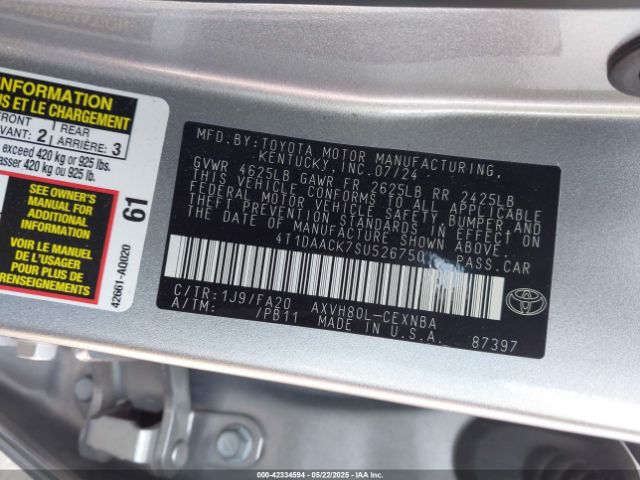 INFORMATION
US ET LE CHARGEMENT
FRONT
VANT: 2
REAR
ARRIÈRE: 3
exceed 420 kg or 925 lbs.
asser 420 kg ou 925 lb.
SEE OWNER'S
MANUAL FOR
ADDITIONAL
INFORMATION
VOIR LE MANUEL
DE L'USAGER
POUR PLUS DE
RENSEIGNEMENTS
61
42661-AQ020
MFD.BY: TOYOTA MOTOR MANUFACTURING,
KENTUCKY, INC. 07/24
GVWR 4625LB GAWR FR 2625LB RR 2425LB
THIS VEHICLE CONFORMS TO ALL APPLICABLE
FEDERAL MOTOR VEHICLE SAFETY, BUMPER, AND
THEFT PREVENTION STANDARDS IN EFFECT ON
THE DATE OF MANUFACTURE SHOWN ABOVE.
4T1DAACK7SU526750 PASS.CAR
C/TR: 1J9/FA20 AXVH80L-CEXNBA
A/TM: /PB11 MADE IN U.S.A.
87397
TOYOTA
000-42334594 - 05/22/2025 - IAAI.COM